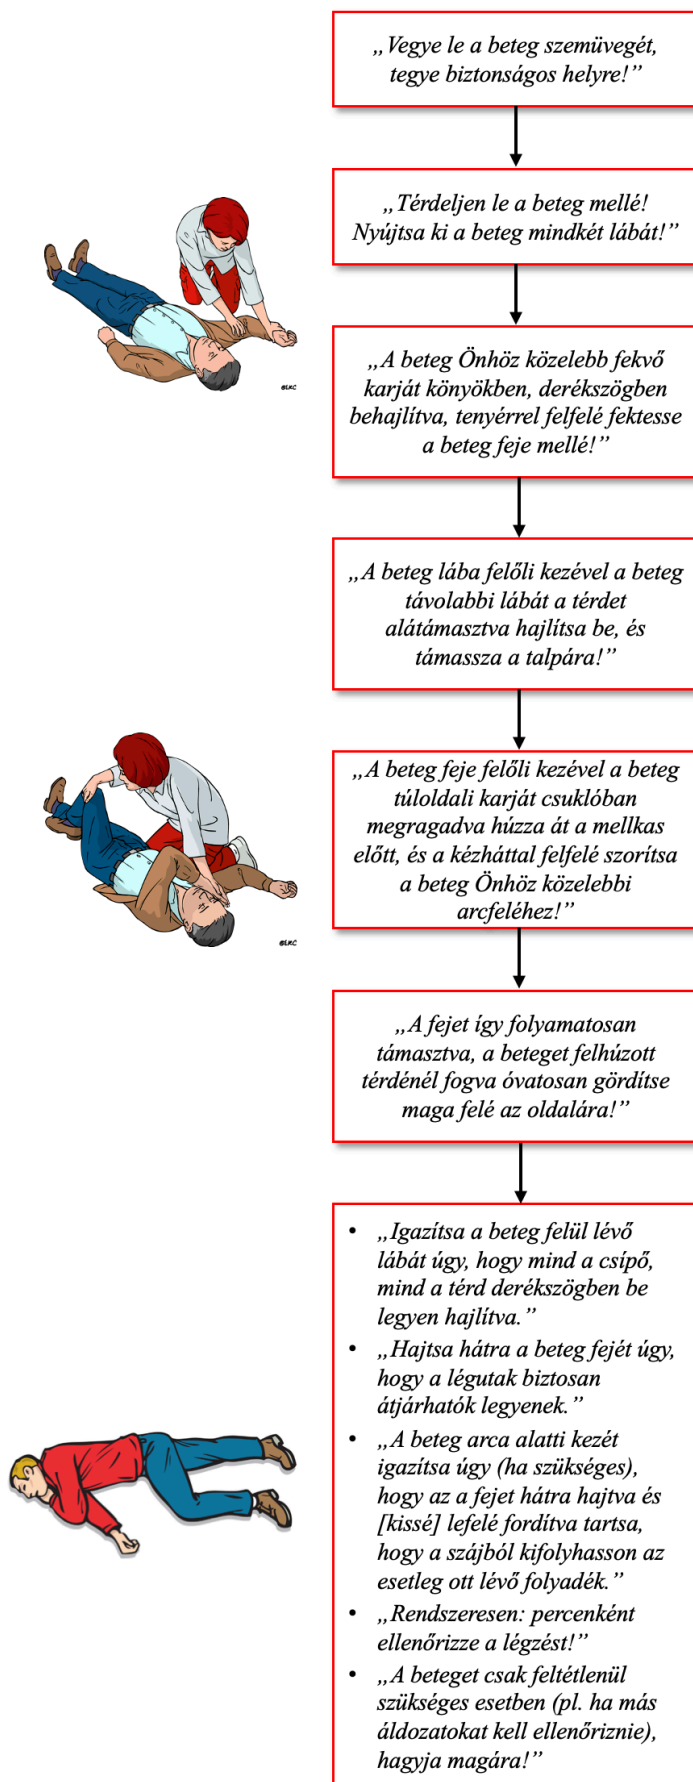 „Vegye le a beteg szemüvegét,
tegye biztonságos helyre!”
„Térdeljen le a beteg mellé!
Nyújtsa ki a beteg mindkét lábát!”
„A beteg Önhöz közelebb fekvő
karját könyökben, derékszögben
behajlítva, tenyérrel felfelé fektesse
a beteg feje mellé!”
„A beteg lába felőli kezével a beteg
távolabbi lábát a térdet
alátámasztva hajlítsa be, és
támassza a talpára!”
„A beteg feje felőli kezével a beteg
túloldali karját csuklóban
megragadva húzza át a mellkas
előtt, és a kézháttal felfelé szorítsa
a beteg Önhöz közelebbi
arcfeléhez!”
„A fejet így folyamatosan
támasztva, a beteget felhúzott
térdénél fogva óvatosan gördítse
maga felé az oldalára!”
• „Igazítsa a beteg felül lévő
lábát úgy, hogy mind a csípő,
mind a térd derékszögben be
legyen hajlítva.”
• „Hajtsa hátra a beteg fejét úgy,
hogy a légutak biztosan
átjárhatók legyenek.”
• „A beteg arca alatti kezét
igazítsa úgy (ha szükséges),
hogy az a fejet hátra hajtva és
[kissé] lefelé fordítva tartsa,
hogy a szájból kifolyhasson az
esetleg ott lévő folyadék.”
• „Rendszeresen: percenként
ellenőrizze a légzést!”
• „A beteget csak feltétlenül
szükséges esetben (pl. ha más
áldozatokat kell ellenőriznie),
hagyja magára!”